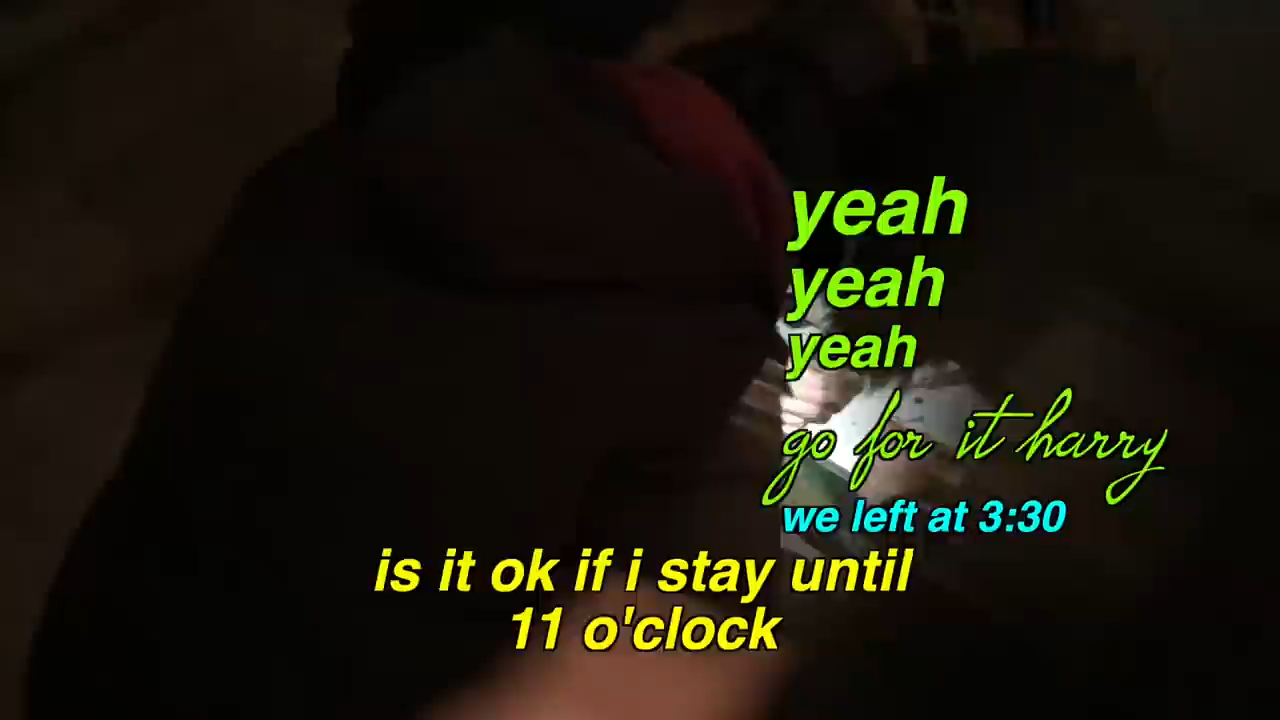 yeah
yeah
yeah
go for it harry
we left at 3:30
is it ok if i stay until
11 o'clock